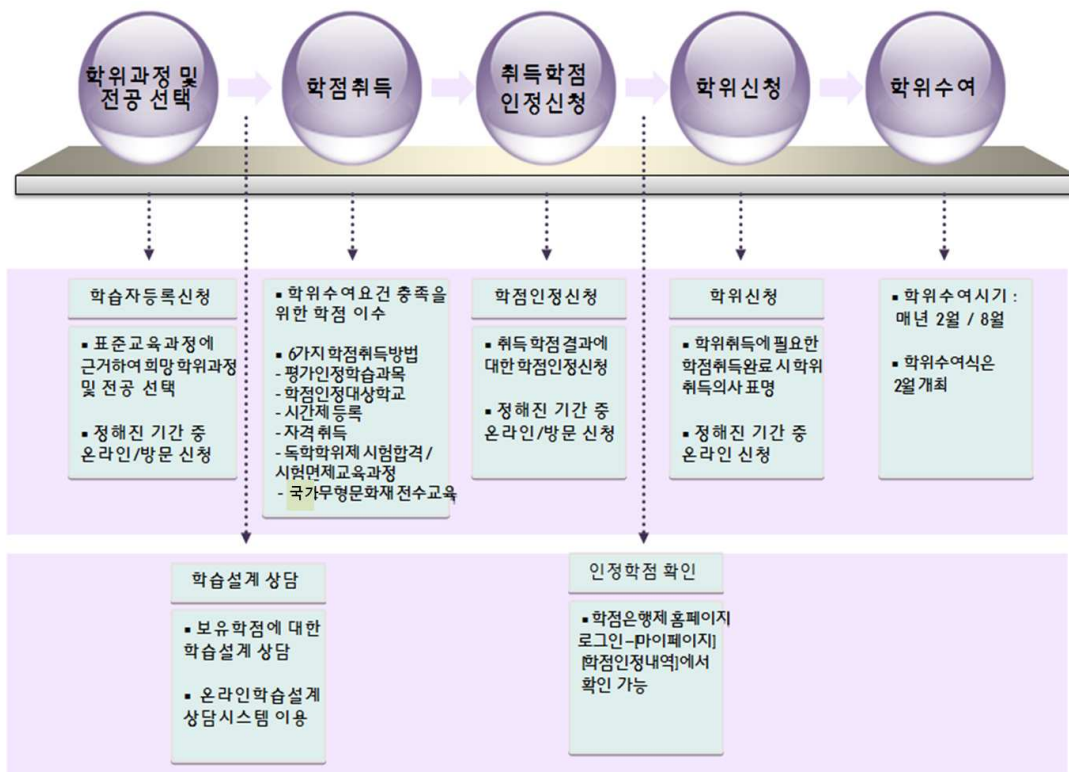 학위과정 및
전공 선택
학점취득
취득학점
인정신청
학위신청
학위수여
학습자등록신청
▪ 표준교육과정에
근거하여 희망 학위과정
및 전공 선택
▪ 정해진 기간 중
온라인/방문 신청
▪ 학위수여요건 충족을
위한 학점 이수
▪ 6가지 학점취득방법
- 평가인정학습과목
- 학점인정대상학교
- 시간제 등록
- 자격 취득
- 독학학위제 시험합격 /
시험면제교육과정
- 국가무형문화재 전수교육
학점인정신청
▪ 취득 학점 결과에
대한 학점인정신청
▪ 정해진 기간 중
온라인/방문 신청
학위신청
▪ 학위취득에 필요한
학점취득완료 시 학위
취득의사 표명
▪ 정해진 기간 중
온라인 신청
▪ 학위수여시기 :
매년 2월 / 8월
▪ 학위수여식은
2월 개최
학습설계 상담
▪ 보유학점에 대한
학습설계 상담
▪ 온라인학습설계
상담시스템 이용
인정학점 확인
▪ 학점은행제 홈페이지
로그인-[마이페이지]
[학점인정내역]에서
확인 가능